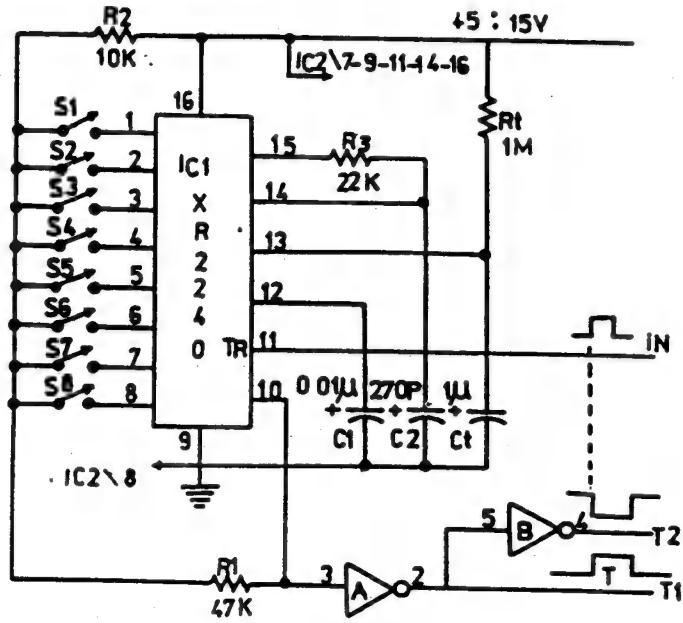 R2
10K
+5 : 15V
IC2\7-9-11-14-16
16
Rt
1M
S1
1
S2
2
S3
3
S4
4
S5
5
S6
6
S7
7
S8
8
IC1
X
R
2
2
4
0
TR
15
R3
22K
14
13
12
11
iN
10
0 01µ
270P
1µ
+
+
+
C1
C2
Ct
9
IC2\8
R1
47K
3
A
2
5
B
4
T2
T
T1